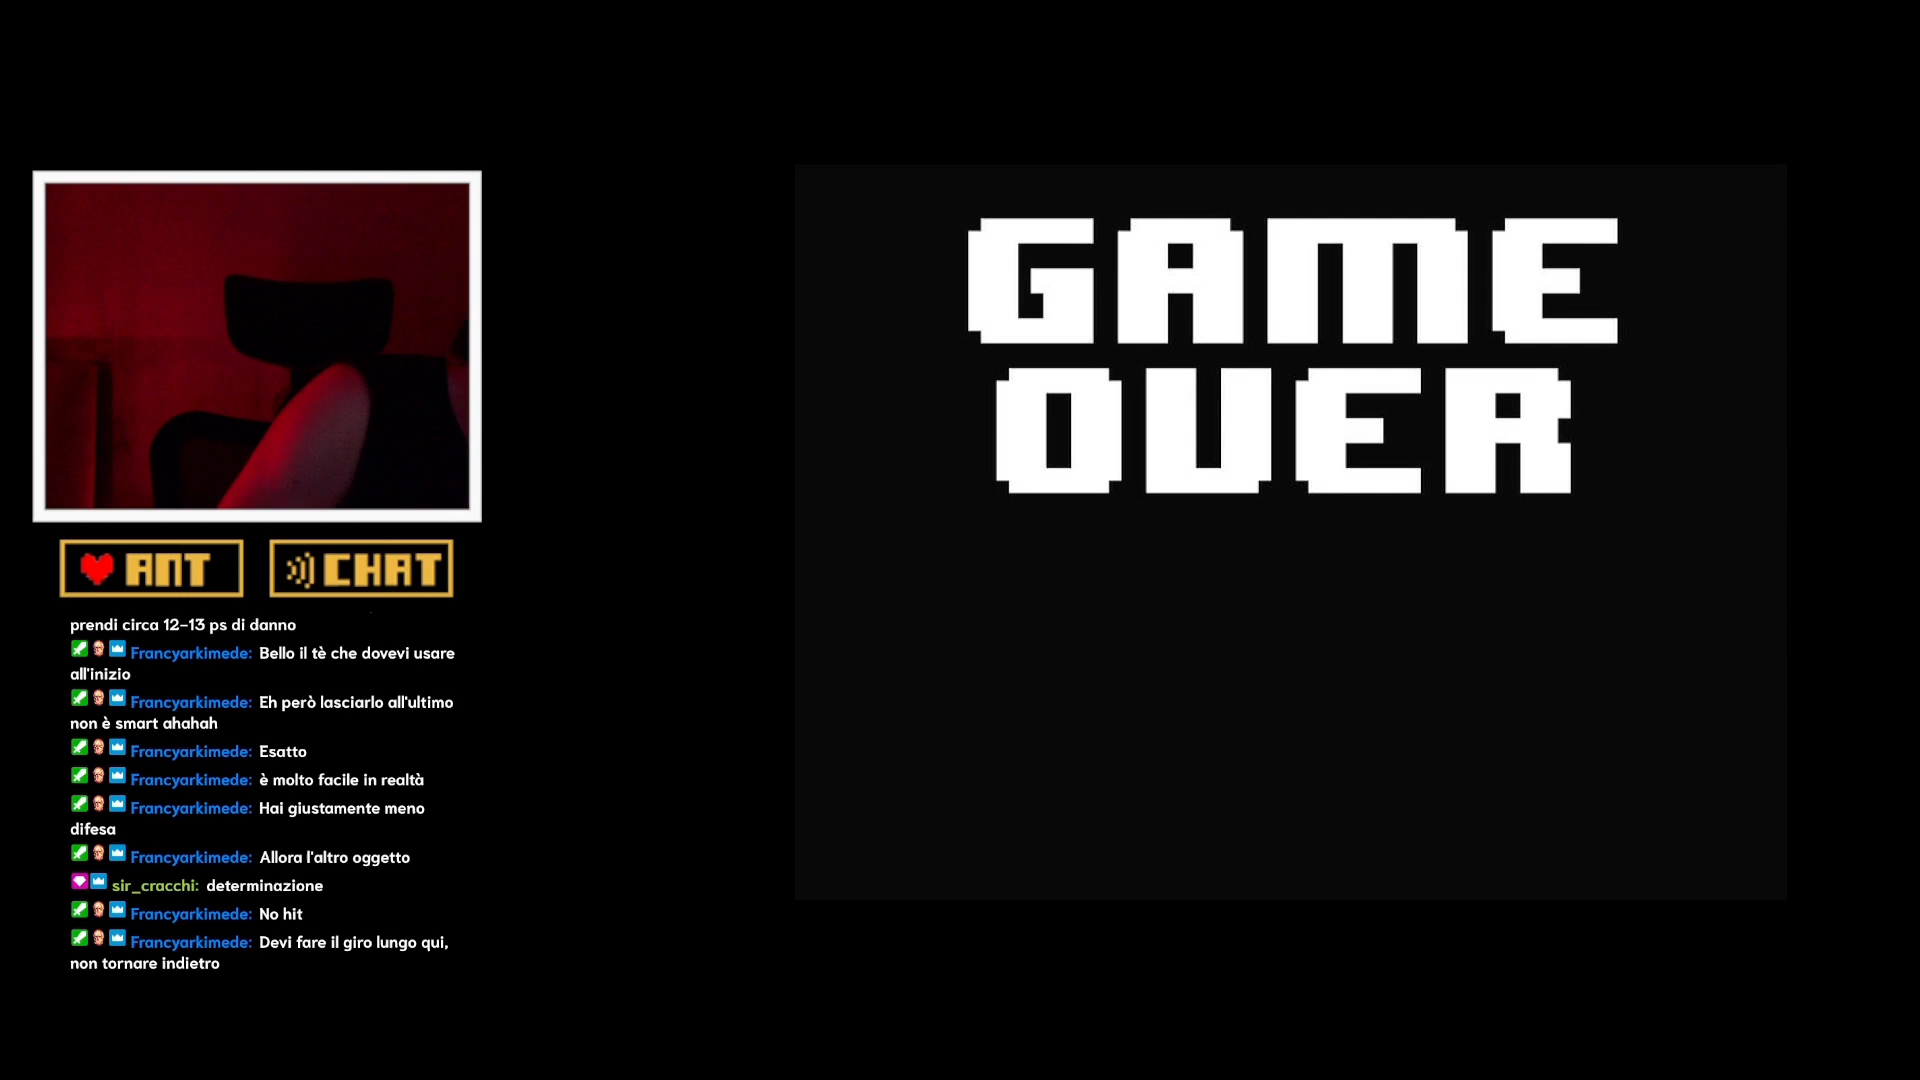 GAME
OVER
ANT
CHAT
prendi circa 12-13 ps di danno
Francyarkimede: Bello il tè che dovevi usare
all'inizio
Francyarkimede: Eh però lasciarlo all'ultimo
non è smart ahahah
Francyarkimede: Esatto
Francyarkimede: è molto facile in realtà
Francyarkimede: Hai giustamente meno
difesa
Francyarkimede: Allora l'altro oggetto
sir_cracchi: determinazione
Francyarkimede: No hit
Francyarkimede: Devi fare il giro lungo qui,
non tornare indietro